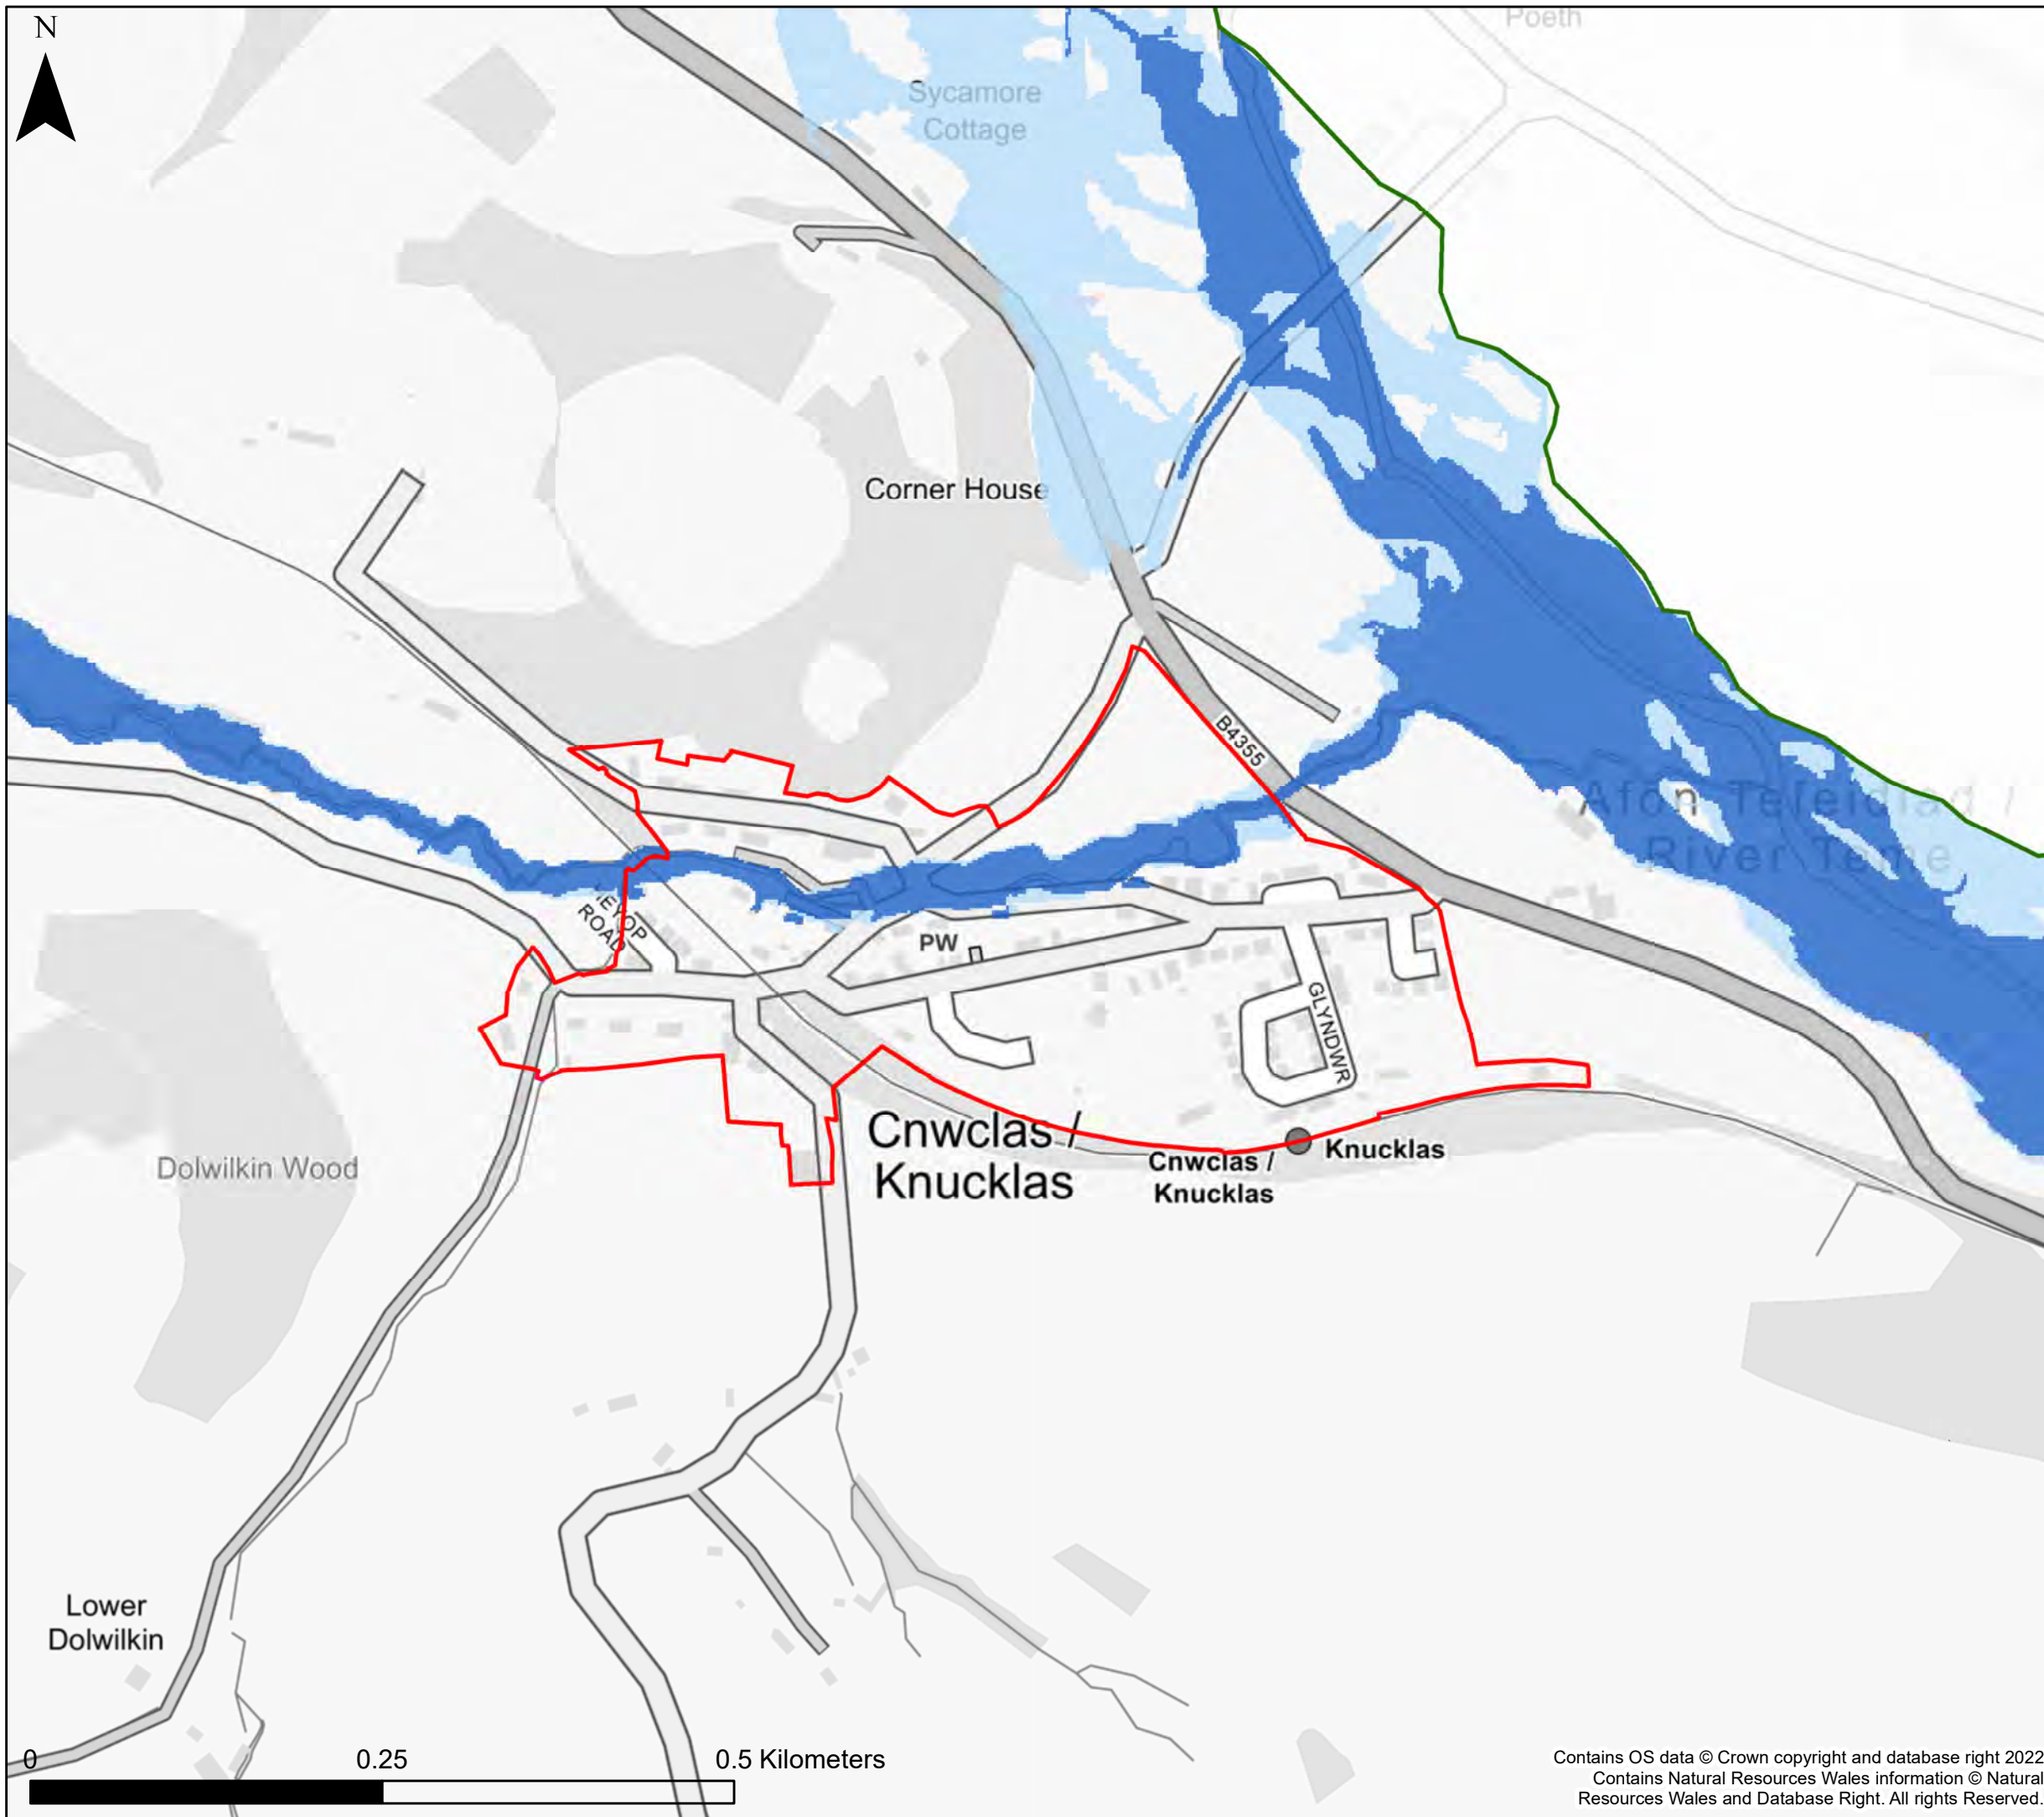 N
Poeth
Sycamore
Cottage
Corner House
B4355
Afon Tefeidiad /
River Teme
HEYOP
ROAD
PW
GLYNDWR
Cnwclas /
Knucklas
Cnwclas /
Knucklas
Knucklas
Dolwilkin Wood
Lower
Dolwilkin
0
0.25
0.5 Kilometers
Contains OS data © Crown copyright and database right 2022
Contains Natural Resources Wales information © Natural
Resources Wales and Database Right. All rights Reserved.